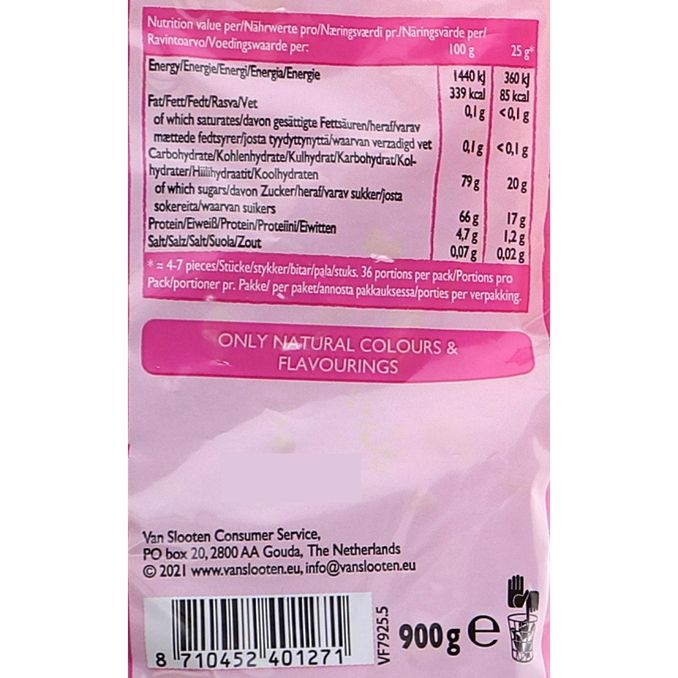 Nutrition value per/Nährwerte pro/Næringsværdi pr./Näringsvärde per/
Ravintoarvo/Voedingswaarde per: 100 g 25 g*
Energy/Energie/Energi/Energia/Energie 1440 kJ 360 kJ
339 kcal 85 kcal
Fat/Fett/Fedt/Rasva/Vet 0,1 g <0,1 g
of which saturates/davon gesättigte Fettsäuren/heraf/varav
mættede fedtsyrer/josta tyydyttynyttä/waarvan verzadigd vet 0,1 g <0,1 g
Carbohydrate/Kohlenhydrate/Kulhydrat/Karbohydrat/Kol-
hydrater/Hiilihydraatit/Koolhydraten 79 g 20 g
of which sugars/davon Zucker/heraf/varav sukker/josta
sokereita/waarvan suikers 66 g 17 g
Protein/Eiweiß/Protein/Proteiini/Eiwitten 4,7 g 1,2 g
Salt/Salz/Salt/Suola/Zout 0,07 g 0,02 g
* = 4-7 pieces/Stücke/stykker/bitar/pala/stuks. 36 portions per pack/Portions pro
Pack/portioner pr. Pakke/ per paket/annosta pakkauksessa/porties per verpakking.
ONLY NATURAL COLOURS &
FLAVOURINGS
Van Slooten Consumer Service,
PO box 20, 2800 AA Gouda, The Netherlands
© 2021 www.vanslooten.eu, info@vanslooten.eu
8 710452 401271
VF7925.5
900 g e